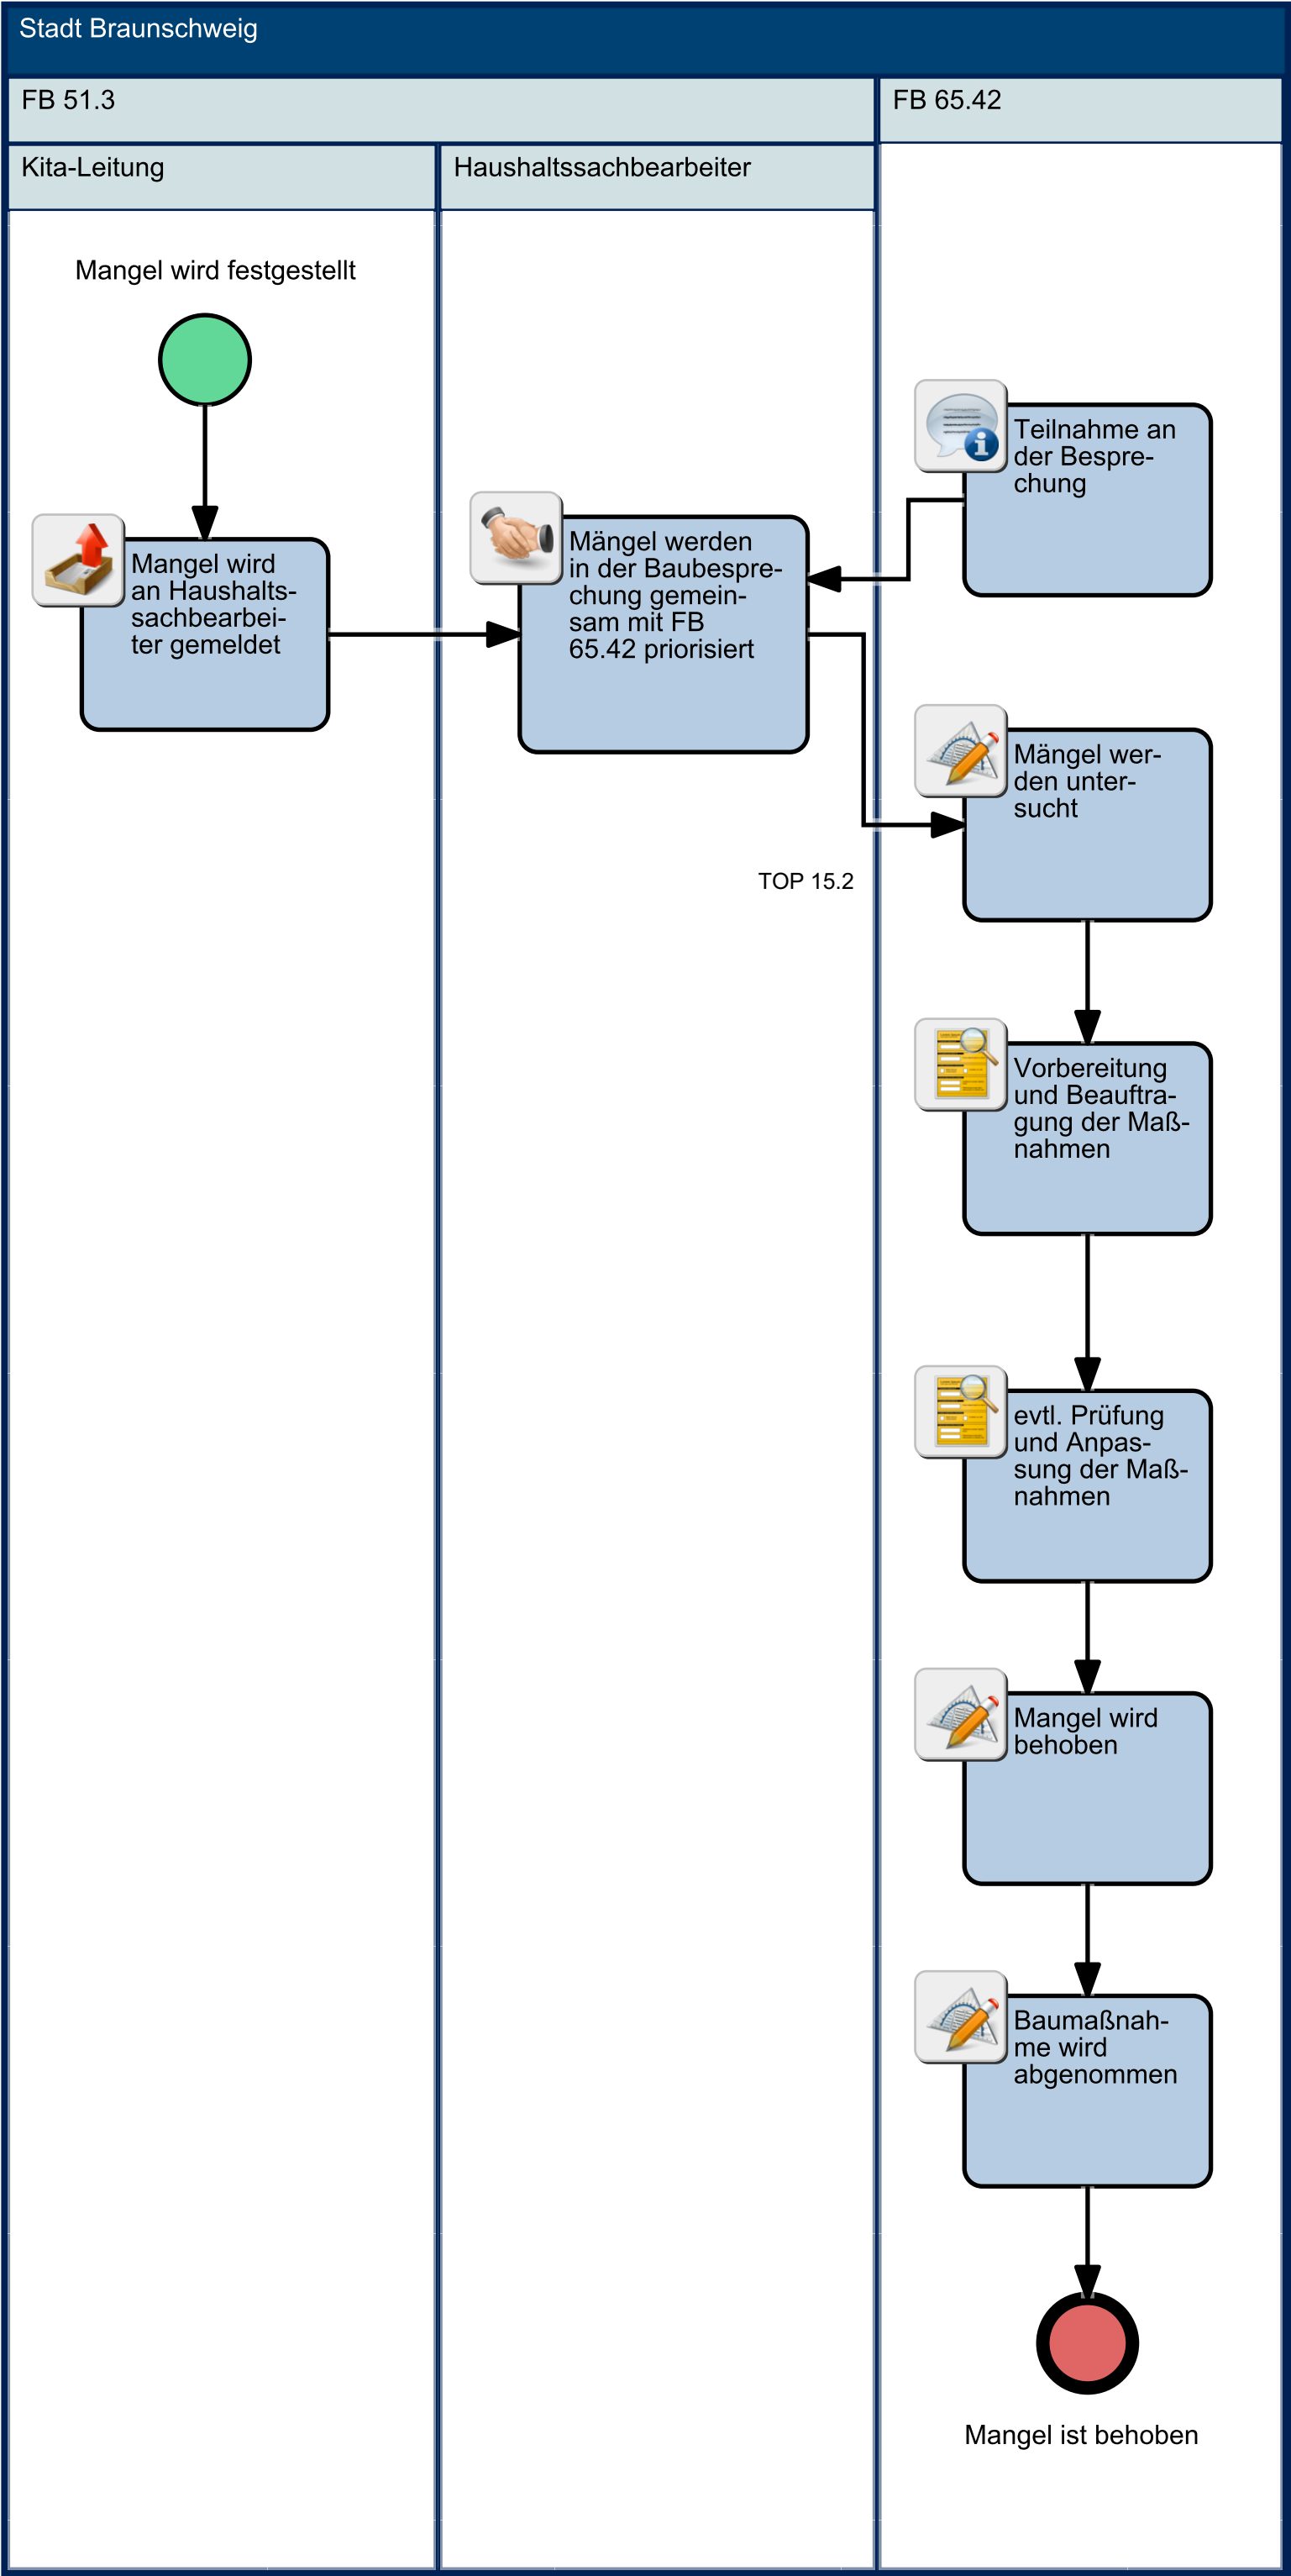 Stadt Braunschweig
FB 51.3
FB 65.42
Kita-Leitung
Haushaltssachbearbeiter
Mangel wird festgestellt
Mangel wird
an Haushalts-
sachbearbei-
ter gemeldet
Mängel werden
in der Baubespre-
chung gemein-
sam mit FB
65.42 priorisiert
Teilnahme an
der Bespre-
chung
Mängel wer-
den unter-
sucht
TOP 15.2
Vorbereitung
und Beauftra-
gung der Maß-
nahmen
evtl. Prüfung
und Anpas-
sung der Maß-
nahmen
Mangel wird
behoben
Baumaßnah-
me wird
abgenommen
Mangel ist behoben